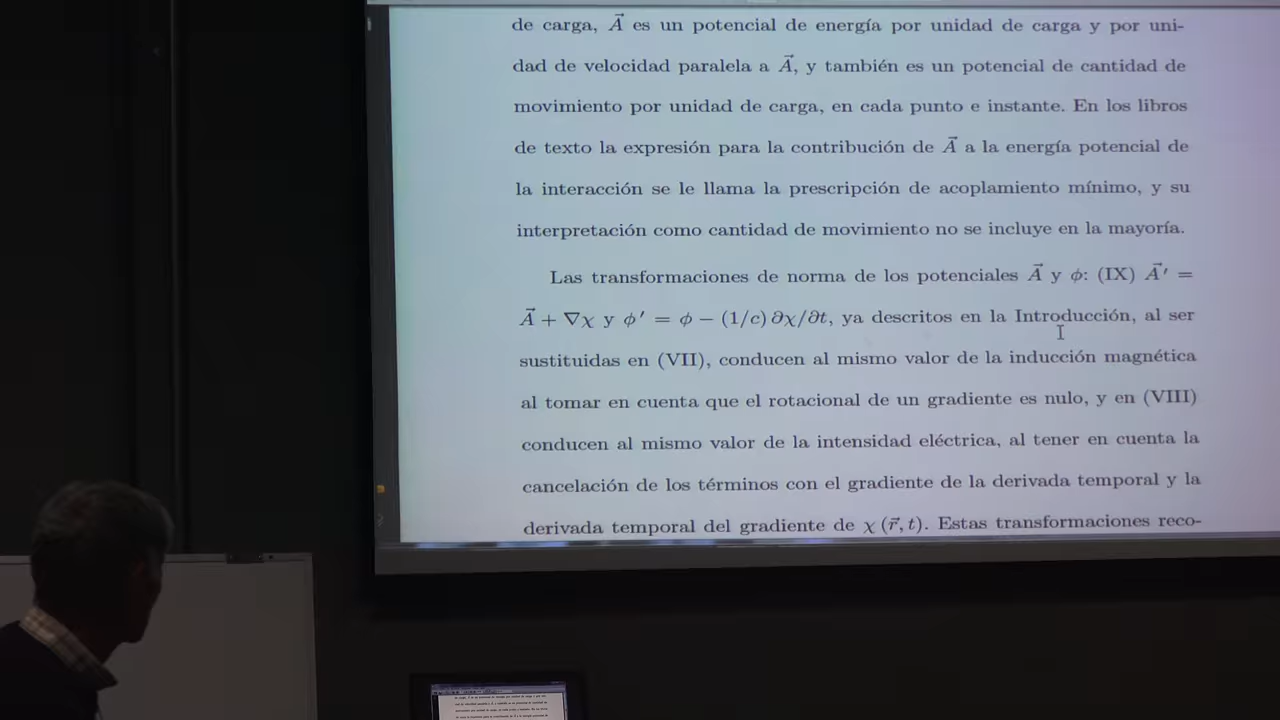 de carga, A⃗ es un potencial de energía por unidad de carga y por uni-
dad de velocidad paralela a A⃗, y también es un potencial de cantidad de
movimiento por unidad de carga, en cada punto e instante. En los libros
de texto la expresión para la contribución de A⃗ a la energía potencial de
la interacción se le llama la prescripción de acoplamiento mínimo, y su
interpretación como cantidad de movimiento no se incluye en la mayoría.
Las transformaciones de norma de los potenciales A⃗ y ϕ: (IX) A⃗′ =
A⃗ + ∇χ y ϕ′ = ϕ − (1/c) ∂χ/∂t, ya descritos en la Introducción, al ser
sustituidas en (VII), conducen al mismo valor de la inducción magnética
al tomar en cuenta que el rotacional de un gradiente es nulo, y en (VIII)
conducen al mismo valor de la intensidad eléctrica, al tener en cuenta la
cancelación de los términos con el gradiente de la derivada temporal y la
derivada temporal del gradiente de χ(r⃗, t). Estas transformaciones reco-